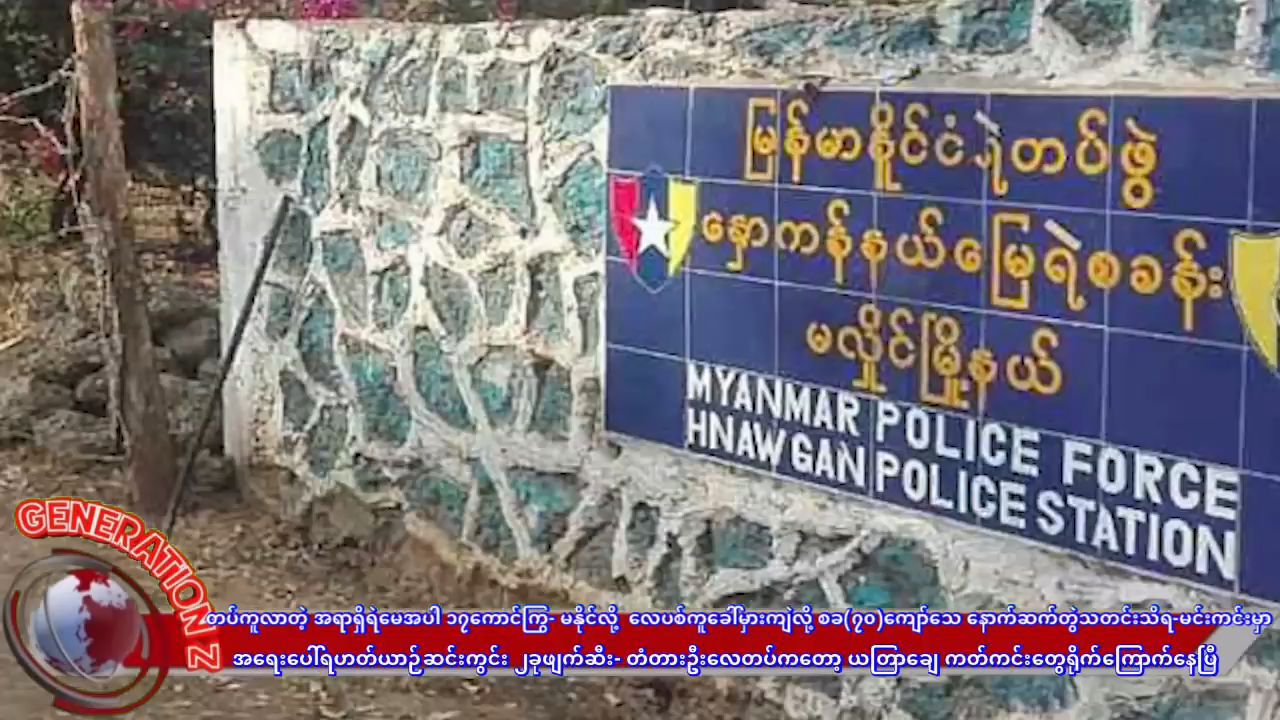 မြန်မာနိုင်ငံရဲတပ်ဖွဲ့
နှောကန်နယ်မြေရဲစခန်း
မလှိုင်မြို့နယ်
MYANMAR POLICE FORCE
HNAW GAN POLICE STATION
GENERATION Z
တပ်ကူလာတဲ့ အရာရှိရဲမေအပါ ၁၇ကောင်ကြွ- မနိုင်လို့ လေပစ်ကူခေါ်မှားကျဲလို့ စခ(၇၀)ကျော်သေ နောက်ဆက်တွဲသတင်းသိရ-မင်းကင်းမှာ
အရေးပေါ်ရဟတ်ယာဉ်ဆင်းကွင်း ၂ခုဖျက်ဆီး- တံတားဦးလေတပ်ကတော့ ယတြာချေ ကတ်ကင်းတွေရိုက်ကြောက်နေပြီ